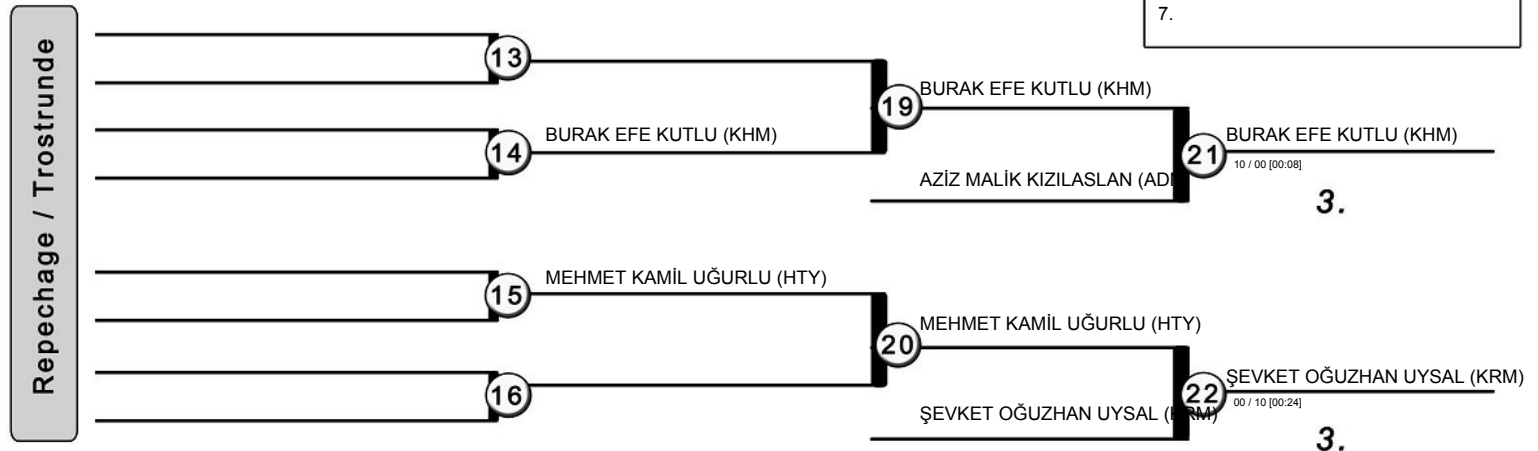 Repechage / Trostrunde
7.
13
BURAK EFE KUTLU (KHM)
19
BURAK EFE KUTLU (KHM)
14
21
BURAK EFE KUTLU (KHM)
10 / 00 [00:08]
AZİZ MALİK KIZILASLAN
3.
MEHMET KAMİL UĞURLU (HTY)
15
MEHMET KAMİL UĞURLU (HTY)
20
ŞEVKET OĞUZHAN UYSAL (KRM)
22
00 / 10 [00:24]
16
ŞEVKET OĞUZHAN UYSAL (KRM)
3.